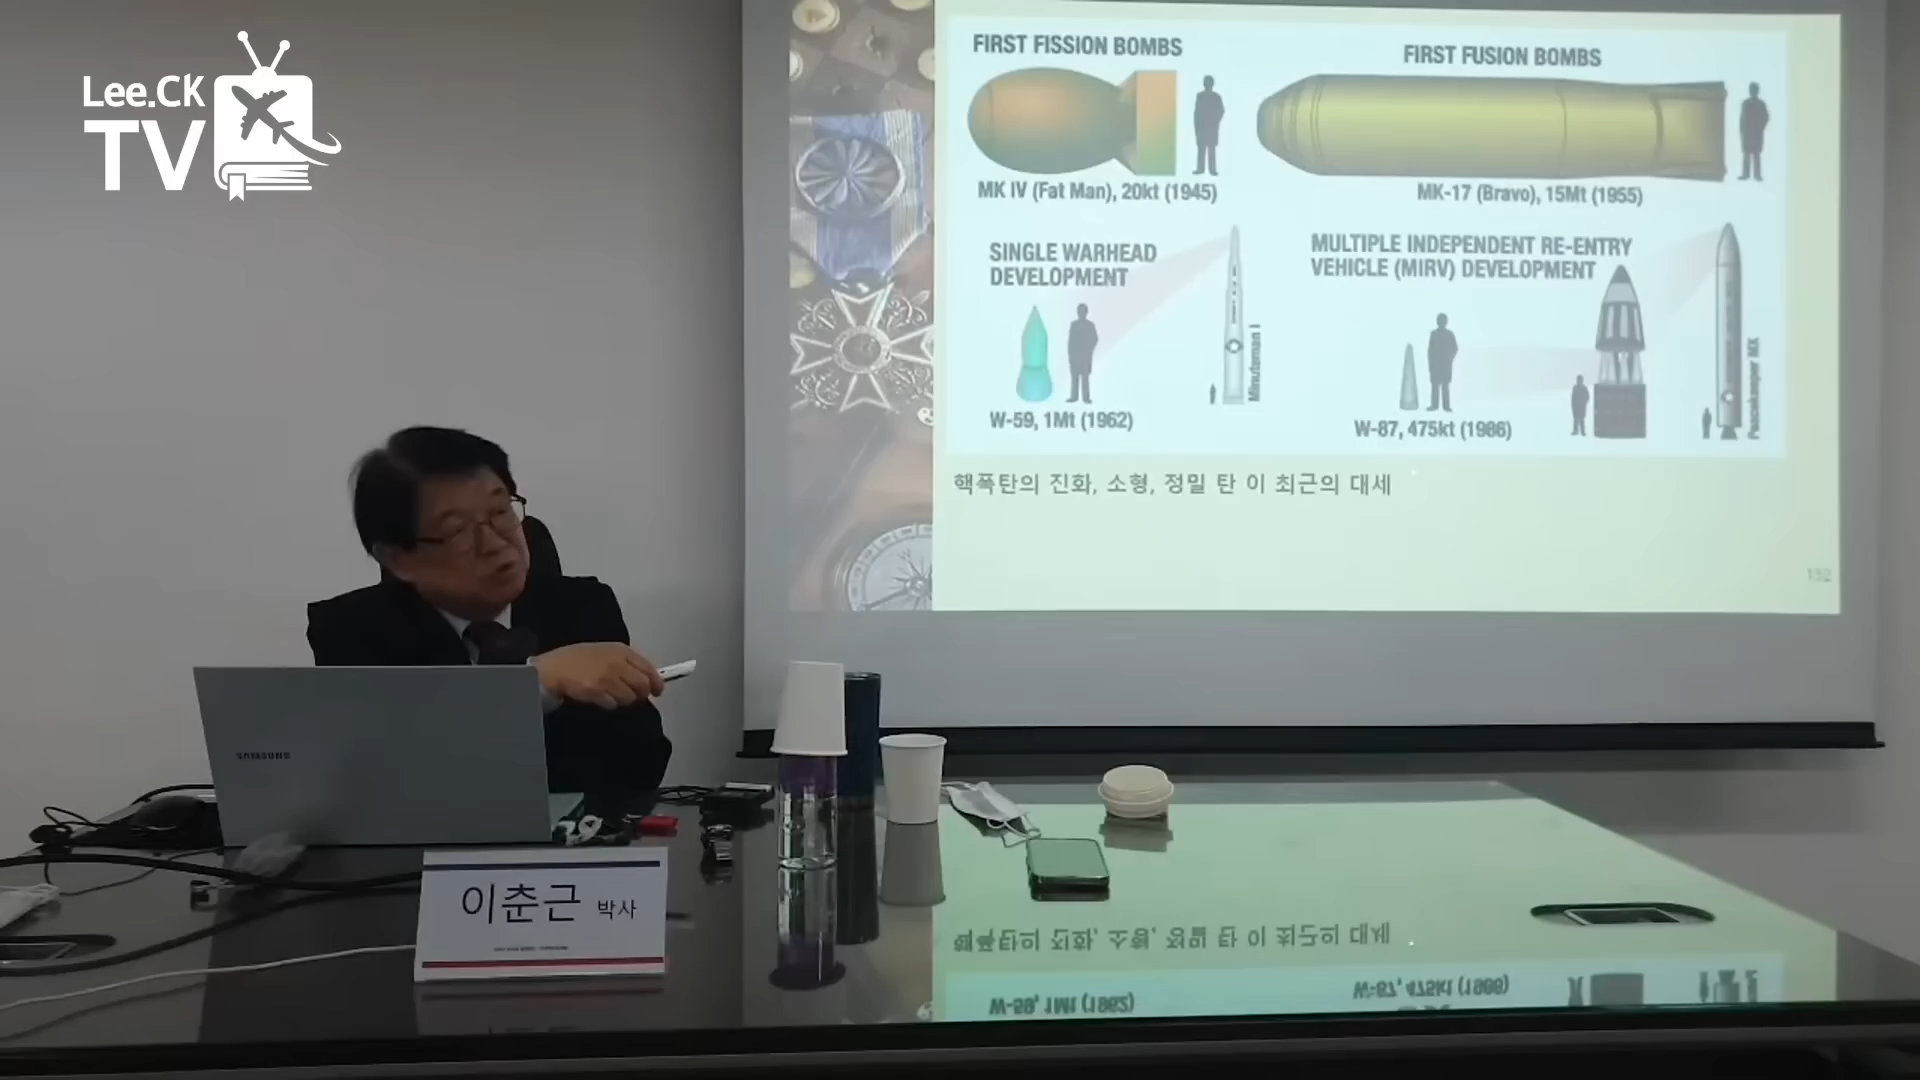 Lee.CK
TV
FIRST FISSION BOMBS
MK IV (Fat Man), 20kt (1945)
FIRST FUSION BOMBS
MK-17 (Bravo), 15Mt (1955)
SINGLE WARHEAD
DEVELOPMENT
W-59, 1Mt (1962)
Minuteman I
MULTIPLE INDEPENDENT RE-ENTRY
VEHICLE (MIRV) DEVELOPMENT
W-87, 475kt (1986)
Peacekeeper MX
핵폭탄의 진화, 소형, 정밀 탄 이 최근의 대세
132
SAMSUNG
이춘근 박사